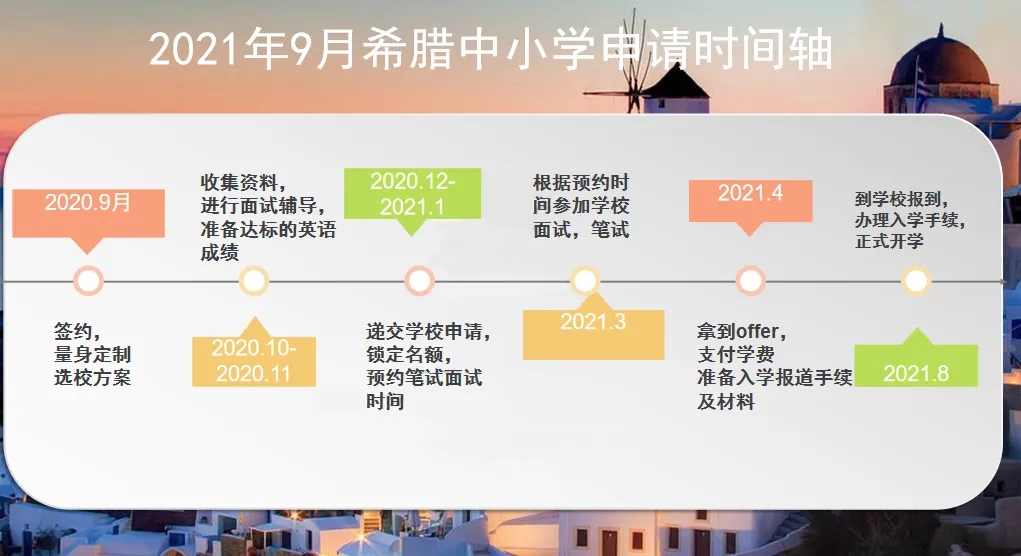 2021年9月希腊中小学申请时间轴
2020.9月
签约，
量身定制
选校方案
收集资料，
进行面试辅导，
准备达标的英语
成绩
2020.10-
2020.11
2020.12-
2021.1
递交学校申请，
锁定名额，
预约笔试面试
时间
根据预约时
间参加学校
面试，笔试
2021.3
2021.4
拿到offer，
支付学费
准备入学报道手续
及材料
到学校报到，
办理入学手续，
正式开学
2021.8